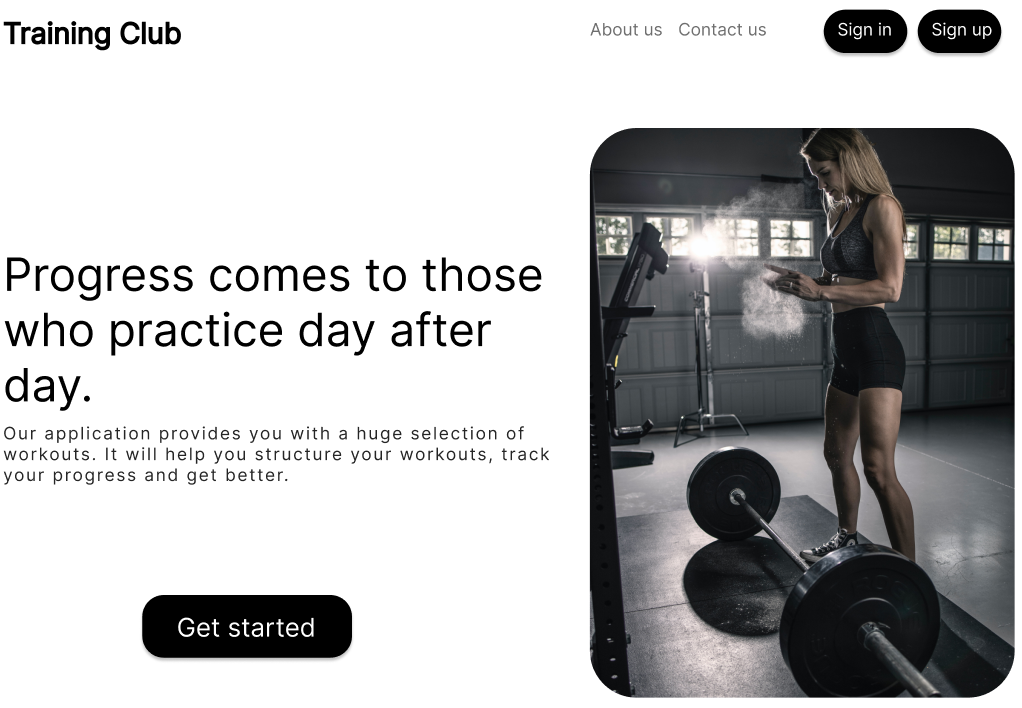 Training Club
About us Contact us Sign in Sign up
Progress comes to those
who practice day after
day.
Our application provides you with a huge selection of
workouts. It will help you structure your workouts, track
your progress and get better.
Get started